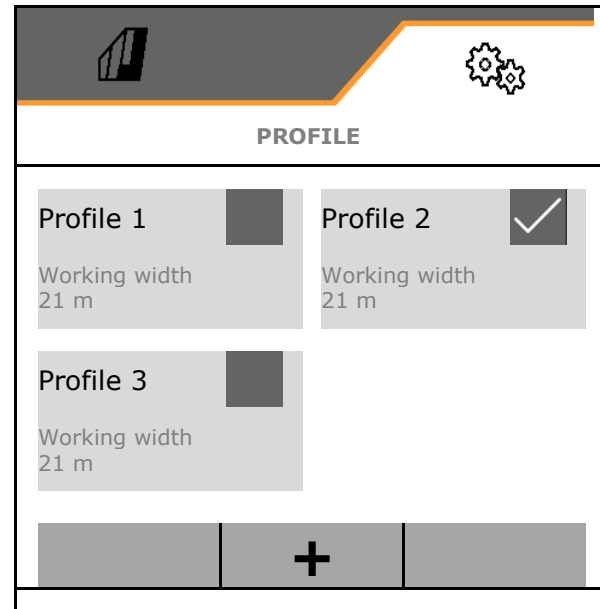 PROFILE
Profile 1
Working width
21 m
Profile 2
Working width
21 m
Profile 3
Working width
21 m
+